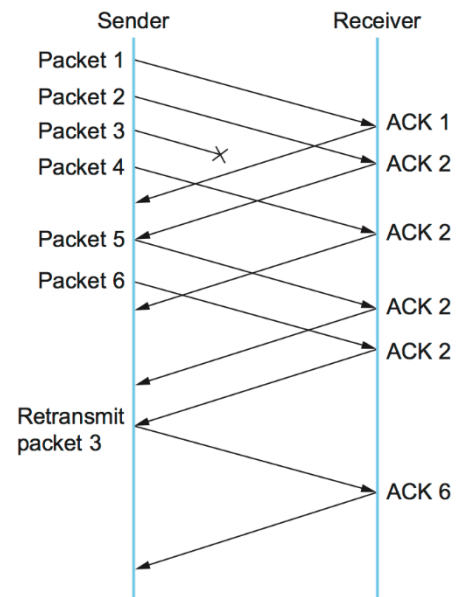 Sender
Receiver
Packet 1
Packet 2
Packet 3
Packet 4
Packet 5
Packet 6
Retransmit
packet 3
ACK 1
ACK 2
ACK 2
ACK 2
ACK 2
ACK 6